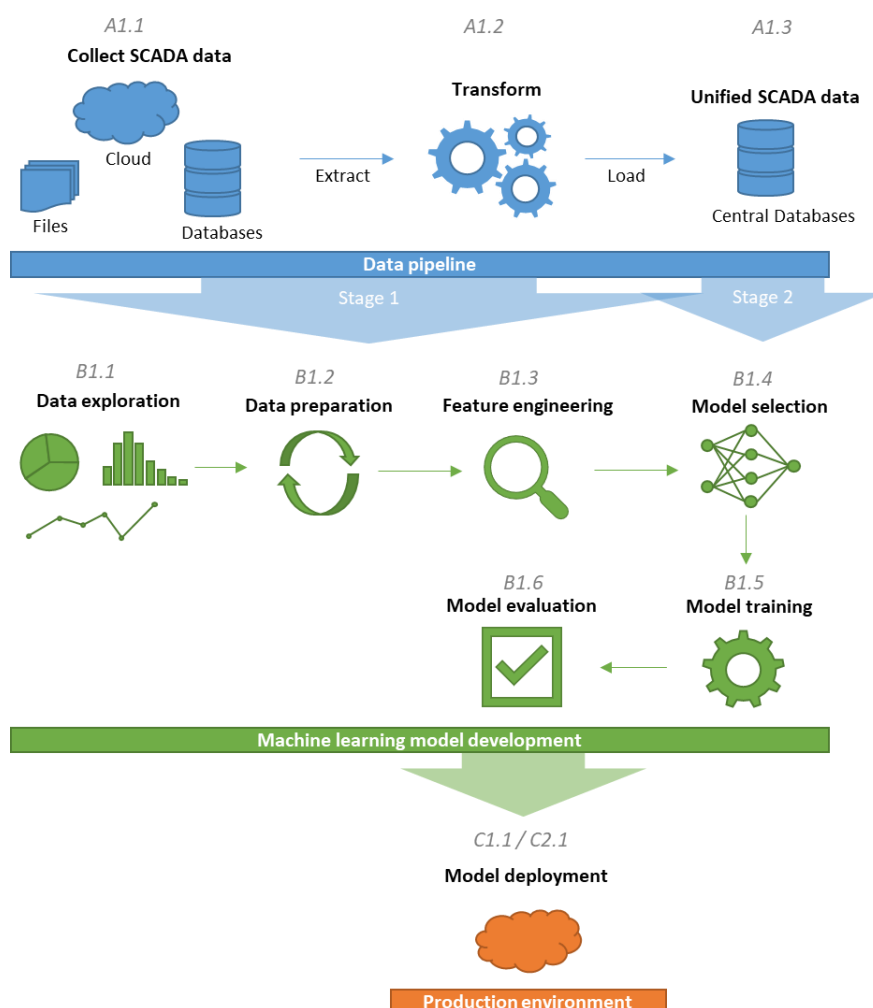 A1.1
A1.2
A1.3
Collect SCADA data
Transform
Unified SCADA data
Cloud
Extract
Load
Files
Databases
Central Databases
Data pipeline
Stage 1
Stage 2
B1.1
B1.2
B1.3
B1.4
Data exploration
Data preparation
Feature engineering
Model selection
B1.6
B1.5
Model evaluation
Model training
Machine learning model development
C1.1 / C2.1
Model deployment
Production environment